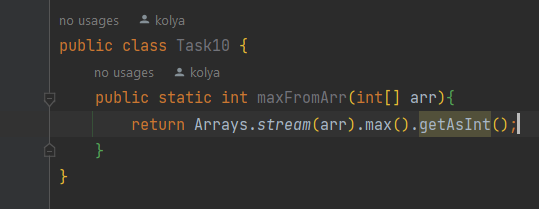 no usages kolya
public class Task10 {
no usages kolya
public static int maxFromArr(int[] arr){
return Arrays.stream(arr).max().getAsInt();
}
}